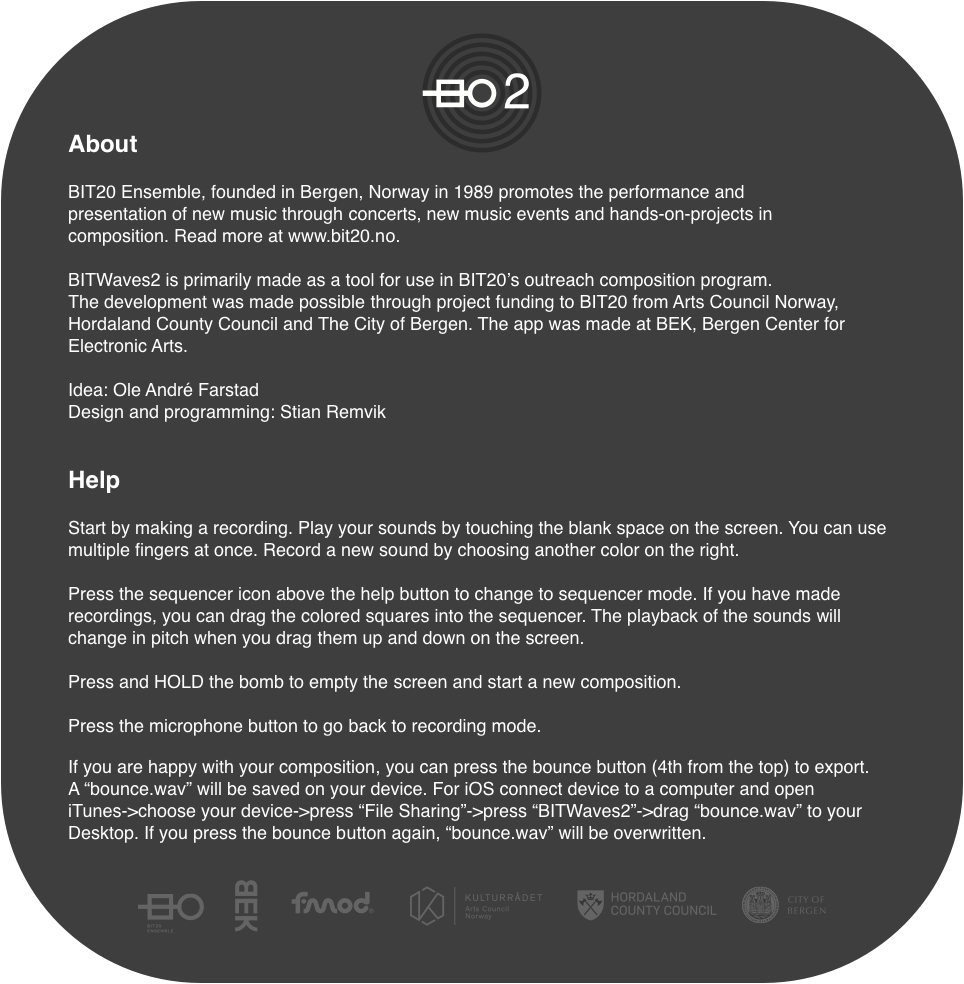 2
About
BIT20 Ensemble, founded in Bergen, Norway in 1989 promotes the performance and
presentation of new music through concerts, new music events and hands-on-projects in
composition. Read more at www.bit20.no.
BITWaves2 is primarily made as a tool for use in BIT20’s outreach composition program.
The development was made possible through project funding to BIT20 from Arts Council Norway,
Hordaland County Council and The City of Bergen. The app was made at BEK, Bergen Center for
Electronic Arts.
Idea: Ole André Farstad
Design and programming: Stian Remvik
Help
Start by making a recording. Play your sounds by touching the blank space on the screen. You can use
multiple fingers at once. Record a new sound by choosing another color on the right.
Press the sequencer icon above the help button to change to sequencer mode. If you have made
recordings, you can drag the colored squares into the sequencer. The playback of the sounds will
change in pitch when you drag them up and down on the screen.
Press and HOLD the bomb to empty the screen and start a new composition.
Press the microphone button to go back to recording mode.
If you are happy with your composition, you can press the bounce button (4th from the top) to export.
A “bounce.wav” will be saved on your device. For iOS connect device to a computer and open
iTunes->choose your device->press “File Sharing”->press “BITWaves2”->drag “bounce.wav” to your
Desktop. If you press the bounce button again, “bounce.wav” will be overwritten.
BIT20
ENSEMBLE
BEK
fmod®
KULTURRÅDET
Arts Council
Norway
HORDALAND
COUNTY COUNCIL
CITY OF
BERGEN